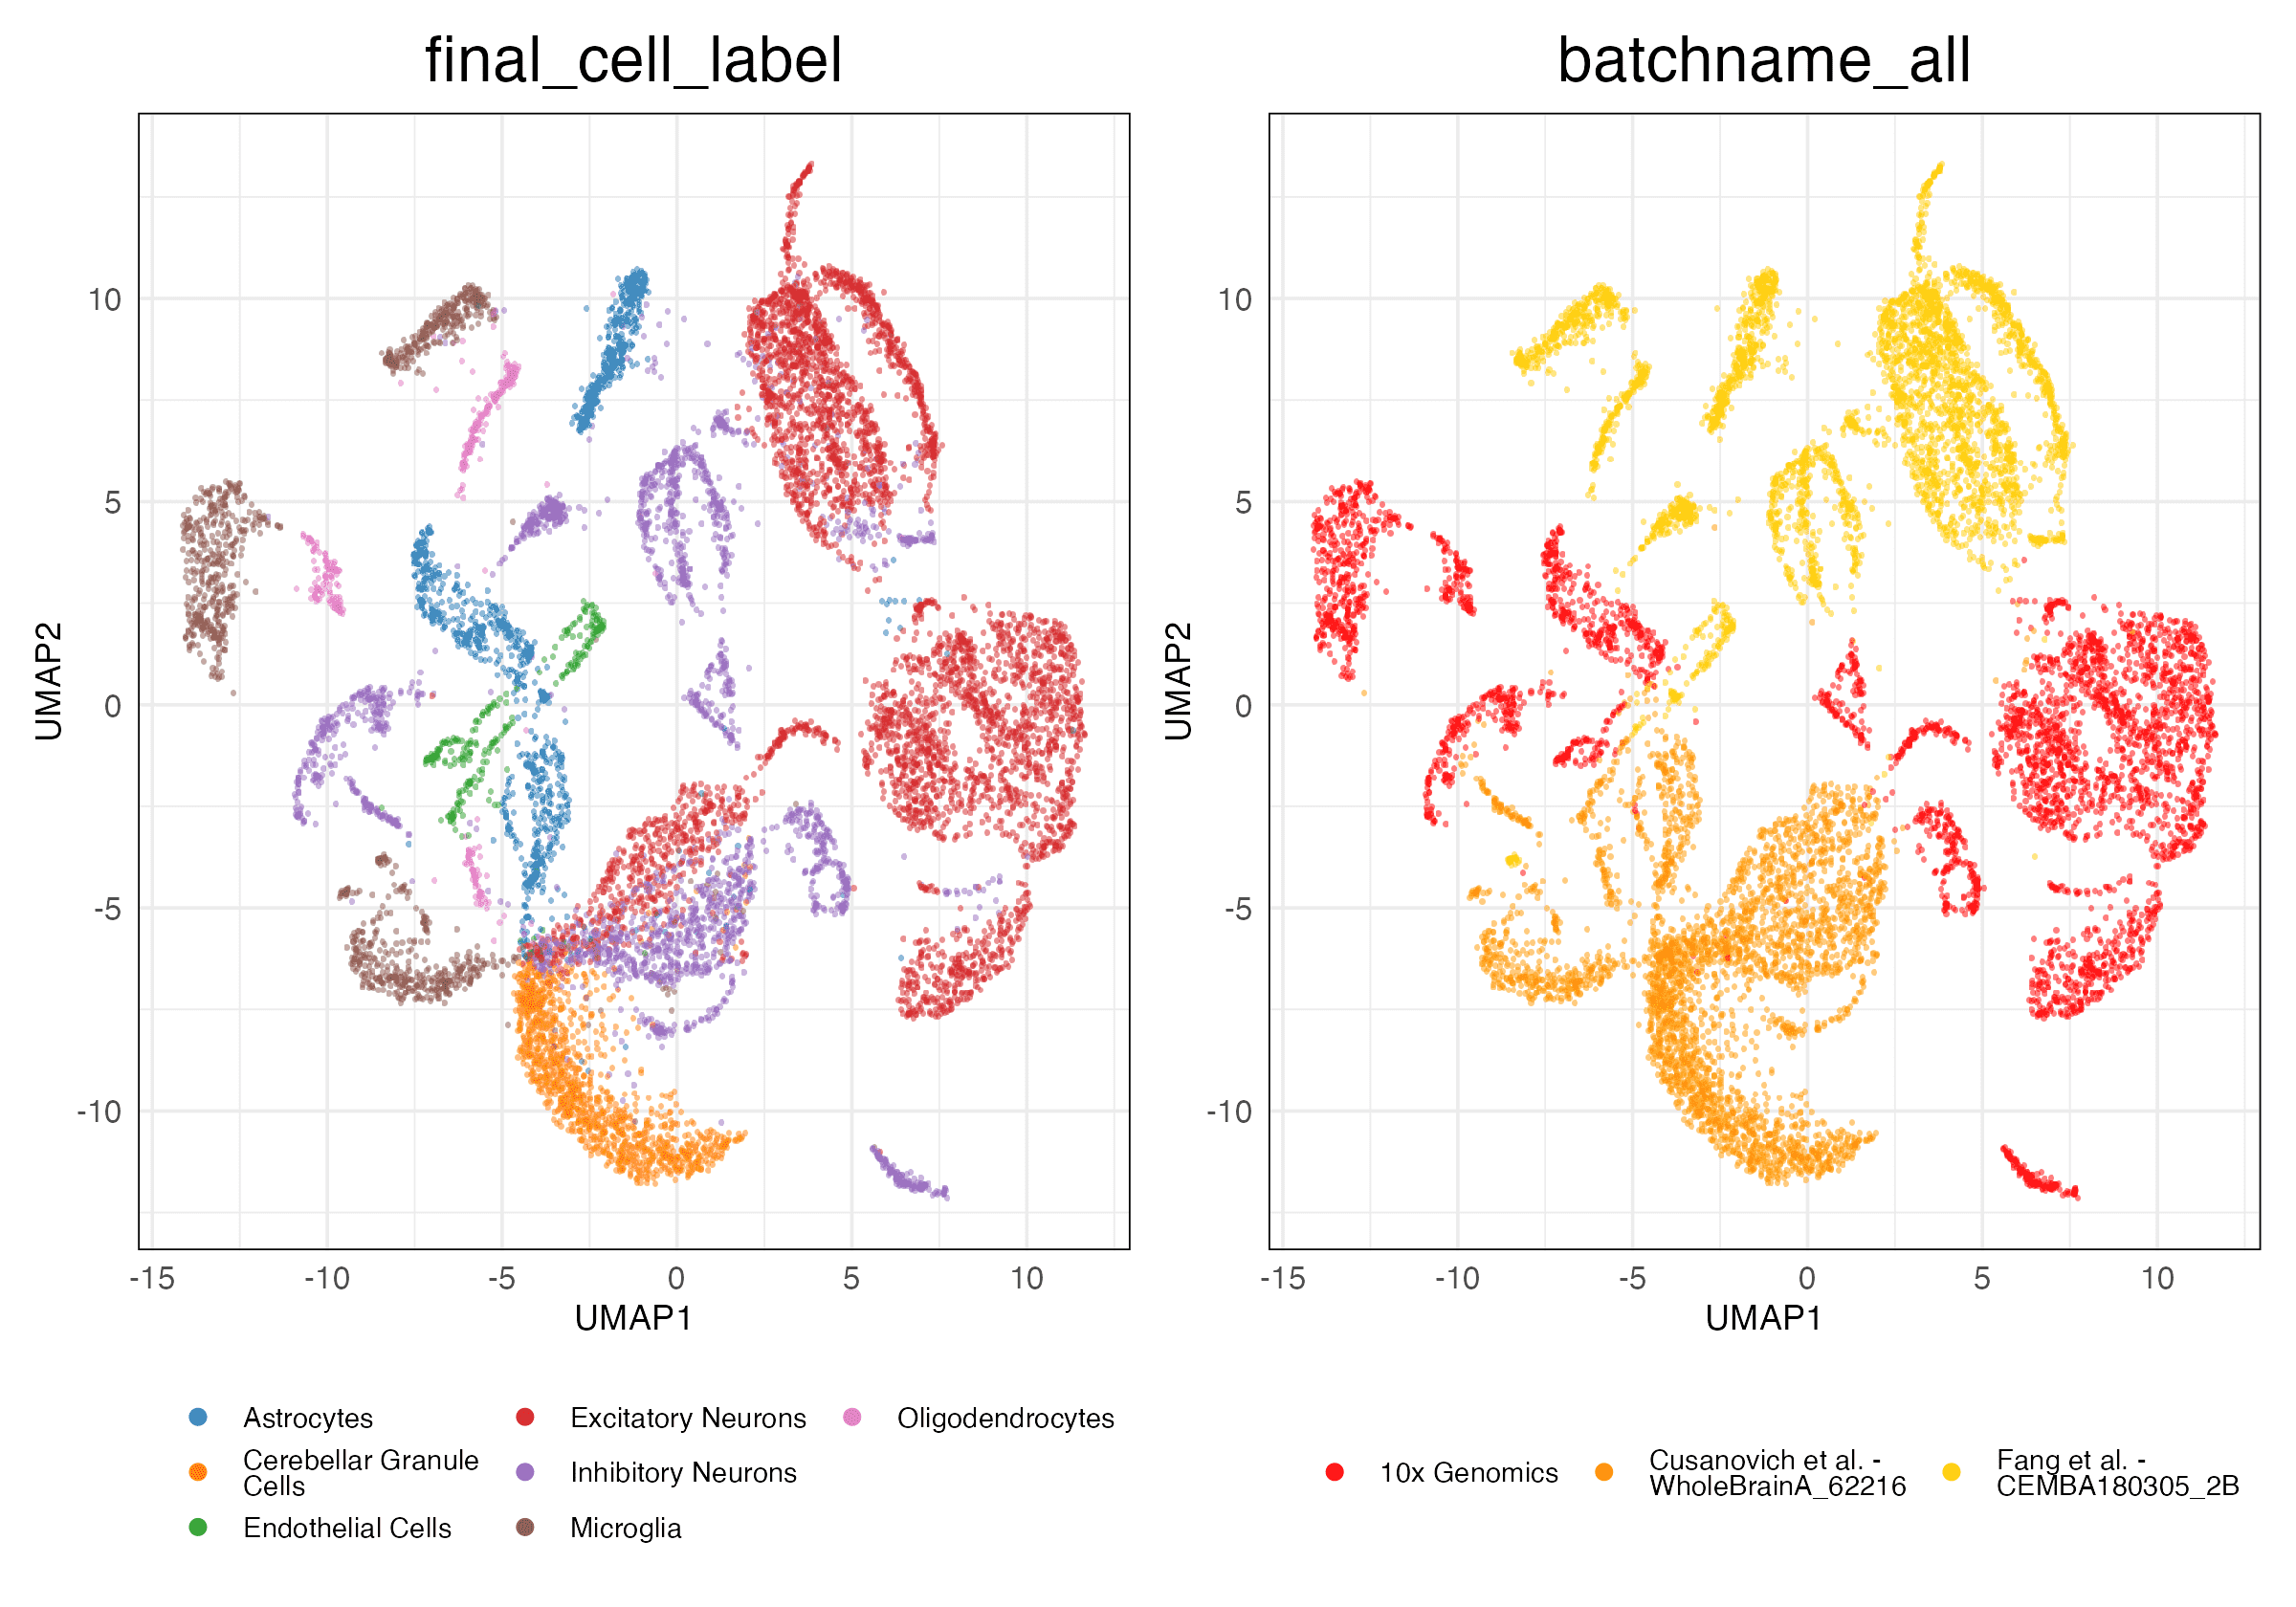 final_cell_label
batchname_all
UMAP2
10
5
0
-5
-10
-15
-10
-5
0
5
10
UMAP1
UMAP2
10
5
0
-5
-10
-15
-10
-5
0
5
10
UMAP1
Astrocytes
Cerebellar Granule
Cells
Endothelial Cells
Excitatory Neurons
Inhibitory Neurons
Microglia
Oligodendrocytes
10x Genomics
Cusanovich et al. -
WholeBrainA_62216
Fang et al. -
CEMBA180305_2B